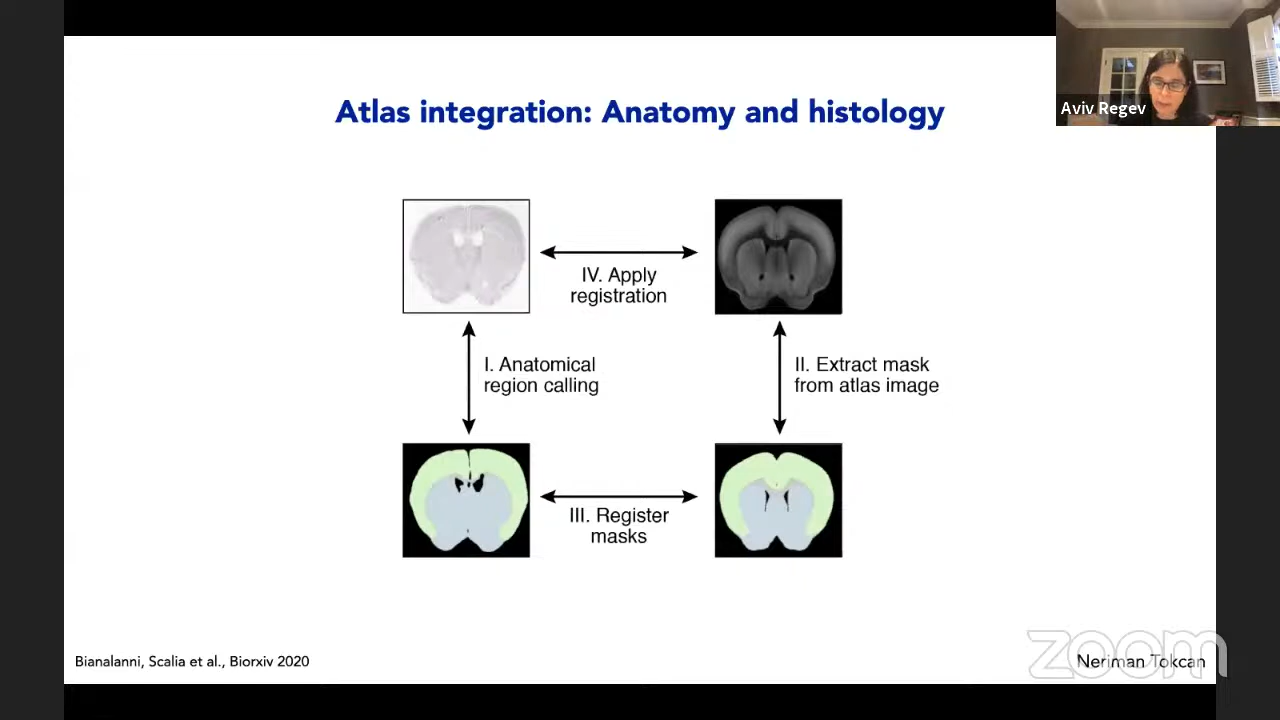 Atlas integration: Anatomy and histology
Aviv Regev
IV. Apply
registration
I. Anatomical
region calling
II. Extract mask
from atlas image
III. Register
masks
Bianalanni, Scalia et al., Biorxiv 2020
Neriman Tokcan
zoom